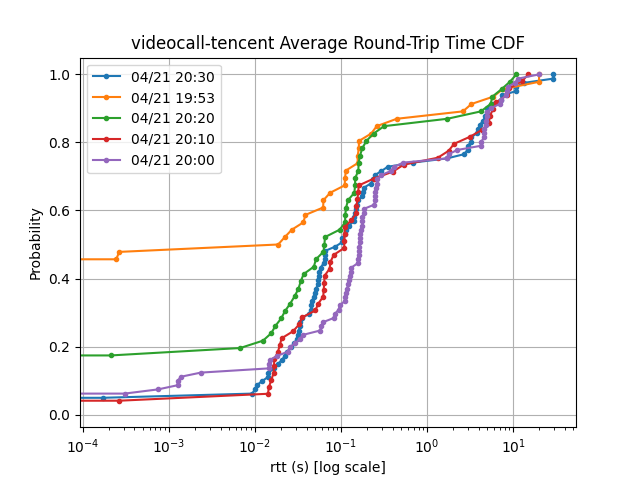 videocall-tencent Average Round-Trip Time CDF
04/21 20:30
04/21 19:53
04/21 20:20
04/21 20:10
04/21 20:00
Probability
1.0
0.8
0.6
0.4
0.2
0.0
10⁻⁴ 10⁻³ 10⁻² 10⁻¹ 10⁰ 10¹
rtt (s) [log scale]